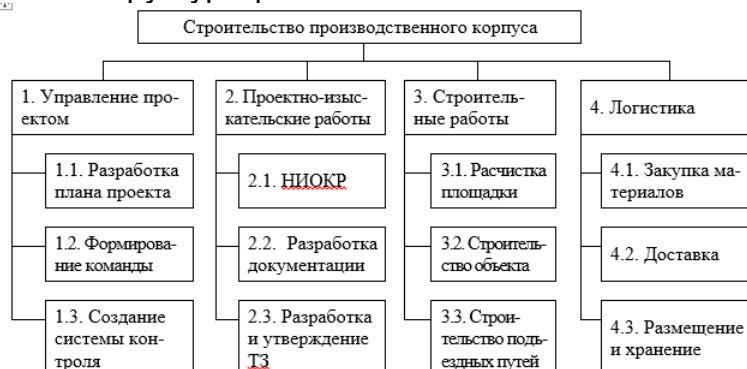 Строительство производственного корпуса
1. Управление про-
ектом
2. Проектно-изыс-
кательские работы
3. Строитель-
ные работы
4. Логистика
1.1. Разработка
плана проекта
2.1. НИОКР
3.1. Расчистка
площадки
4.1. Закупка ма-
териалов
1.2. Формирова-
ние команды
2.2. Разработка
документации
3.2. Строитель-
ство объекта
4.2. Доставка
1.3. Создание
системы кон-
троля
2.3. Разработка
и утверждение
ТЗ
3.3. Строи-
тельство подъ-
ездных путей
4.3. Размещение
и хранение